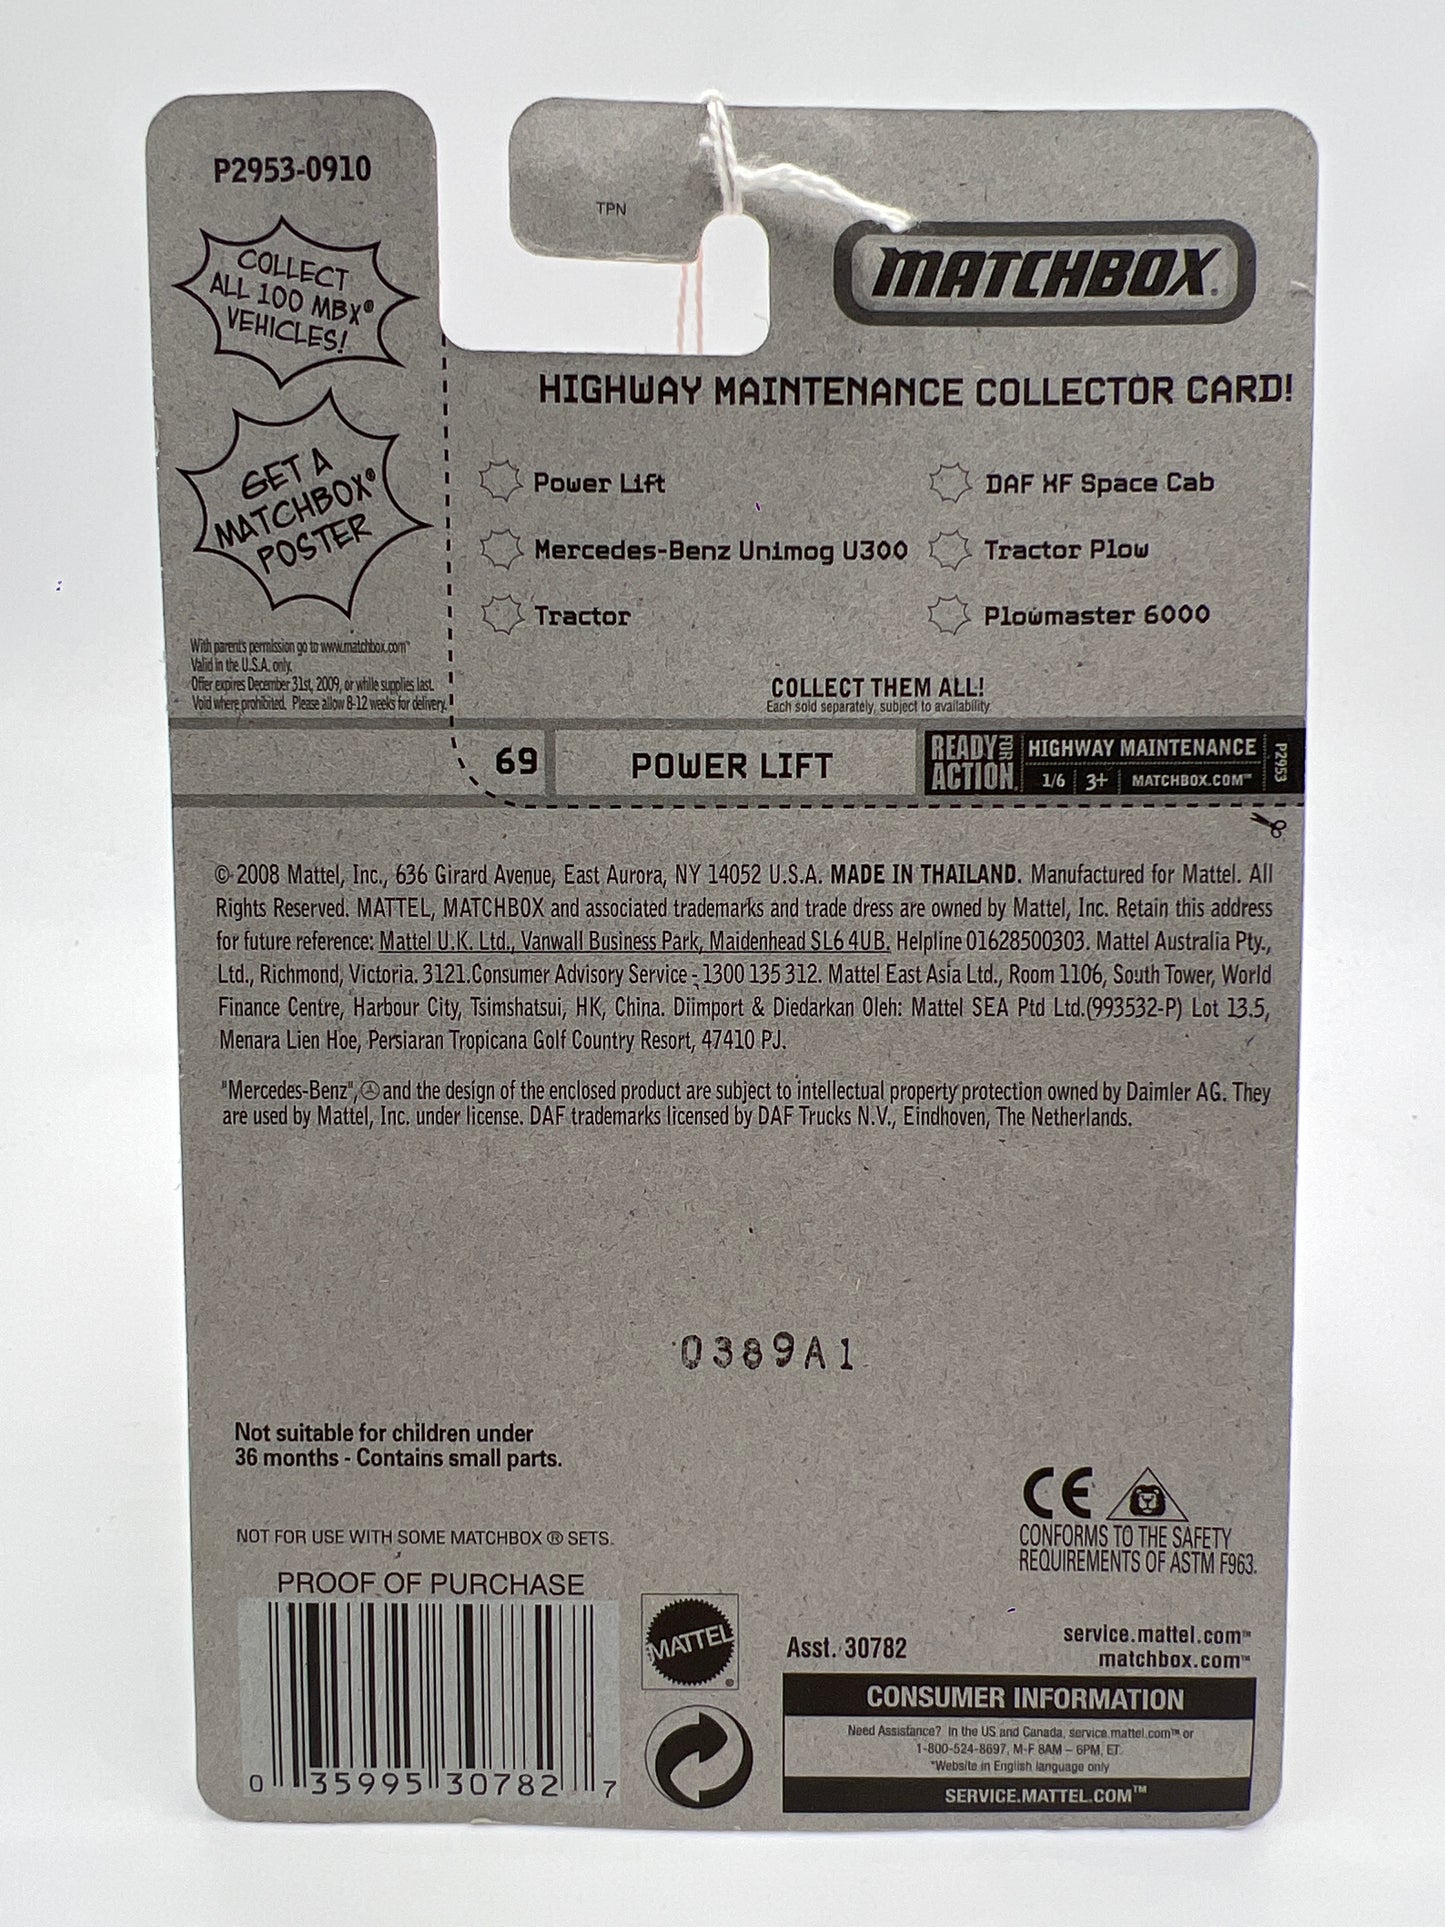 P2953-0910
TPN
COLLECT
ALL 100 MBX®
VEHICLES!
GET A
MATCHBOX®
POSTER
With parent's permission go to www.matchbox.com™
Valid in the U.S.A. only.
Offer expires December 31st, 2009, or while supplies last.
Void where prohibited. Please allow 8-12 weeks for delivery.
MATCHBOX®
HIGHWAY MAINTENANCE COLLECTOR CARD!
Power Lift
DAF XF Space Cab
Mercedes-Benz Unimog U300
Tractor Plow
Tractor
Plowmaster 6000
COLLECT THEM ALL!
Each sold separately, subject to availability.
69
POWER LIFT
READY FOR ACTION®
HIGHWAY MAINTENANCE
1/6 3+ MATCHBOX.COM™
P2953
© 2008 Mattel, Inc., 636 Girard Avenue, East Aurora, NY 14052 U.S.A. MADE IN THAILAND. Manufactured for Mattel. All
Rights Reserved. MATTEL, MATCHBOX and associated trademarks and trade dress are owned by Mattel, Inc. Retain this address
for future reference: Mattel U.K. Ltd., Vanwall Business Park, Maidenhead SL6 4UB. Helpline 01628500303. Mattel Australia Pty.,
Ltd., Richmond, Victoria. 3121.Consumer Advisory Service - 1300 135 312. Mattel East Asia Ltd., Room 1106, South Tower, World
Finance Centre, Harbour City, Tsimshatsui, HK, China. Diimport & Diedarkan Oleh: Mattel SEA Ptd Ltd.(993532-P) Lot 13.5,
Menara Lien Hoe, Persiaran Tropicana Golf Country Resort, 47410 PJ.
"Mercedes-Benz", and the design of the enclosed product are subject to intellectual property protection owned by Daimler AG. They
are used by Mattel, Inc. under license. DAF trademarks licensed by DAF Trucks N.V., Eindhoven, The Netherlands.
0389A1
Not suitable for children under
36 months - Contains small parts.
CE
CONFORMS TO THE SAFETY
REQUIREMENTS OF ASTM F963.
NOT FOR USE WITH SOME MATCHBOX ® SETS.
PROOF OF PURCHASE
0 35995 30782 7
MATTEL®
Asst. 30782
service.mattel.com™
matchbox.com™
CONSUMER INFORMATION
Need Assistance? In the US and Canada, service.mattel.com™ or
1-800-524-8697, M-F 8AM – 6PM, ET.
*Website in English language only
SERVICE.MATTEL.COM™